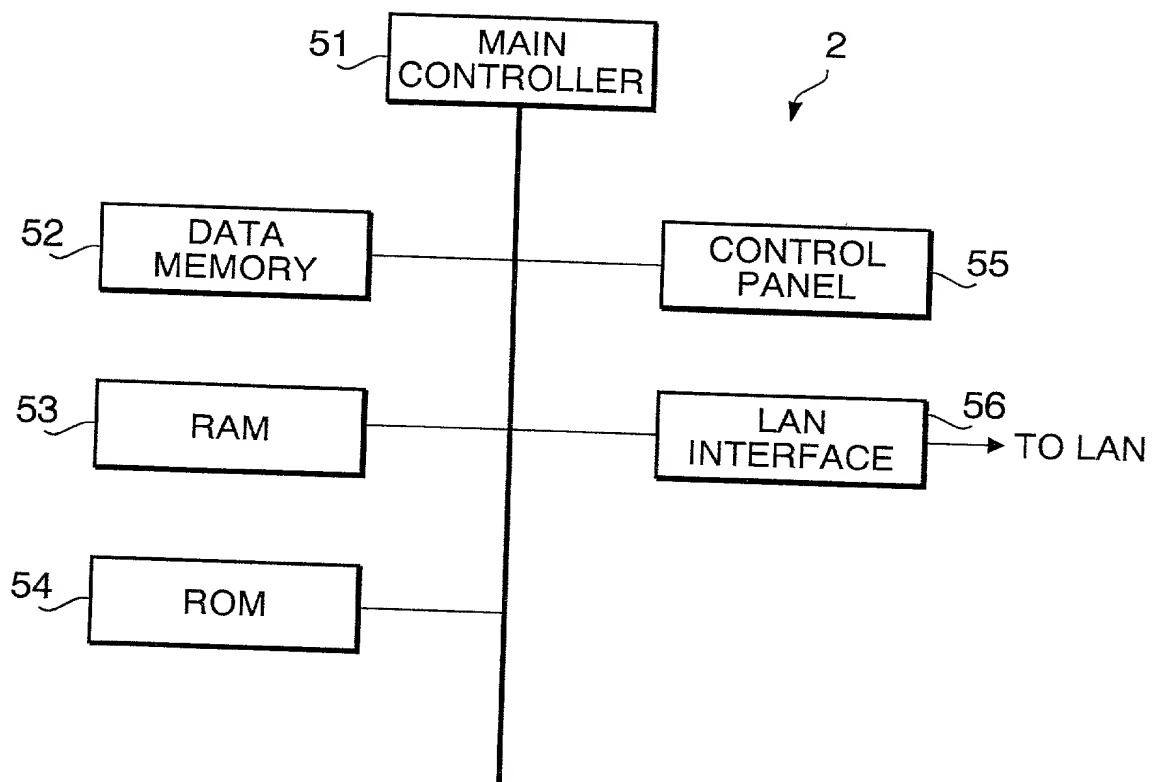 51
MAIN
CONTROLLER
2
52
DATA
MEMORY
CONTROL
PANEL
55
53
RAM
LAN
INTERFACE
56
TO LAN
54
ROM